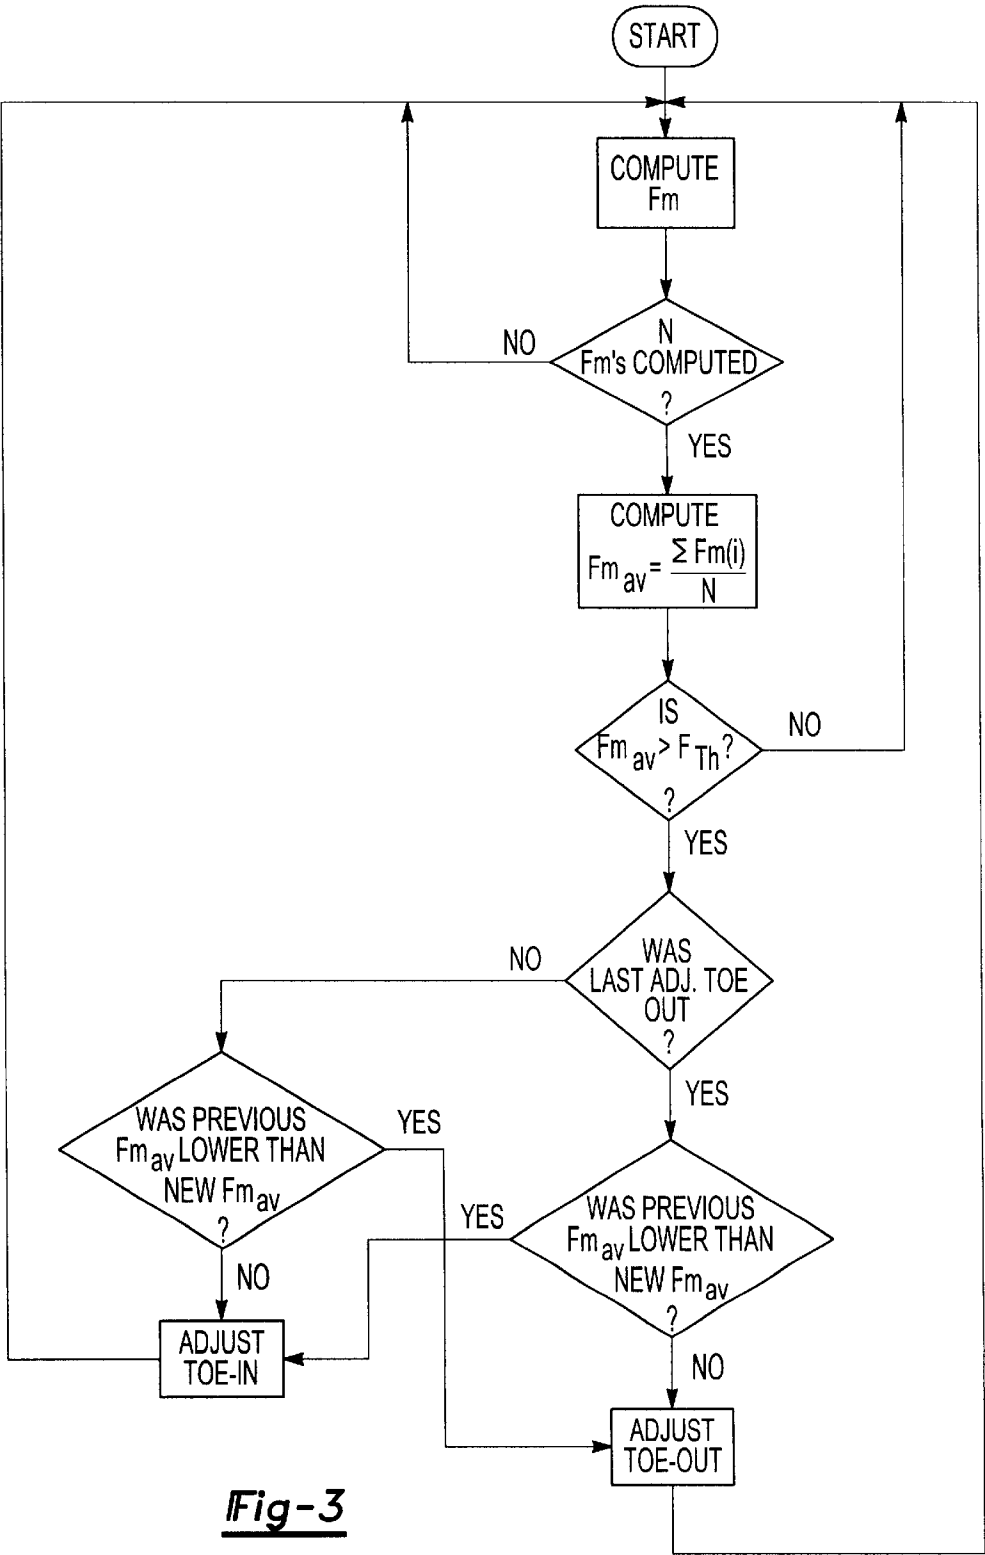 START
COMPUTE
Fm
NO
N
Fm's COMPUTED
?
YES
COMPUTE
Fm av = Σ Fm(i)
N
IS
Fm av > F Th ?
?
NO
YES
NO
WAS
LAST ADJ. TOE
OUT
?
YES
WAS PREVIOUS
Fm av LOWER THAN
NEW Fm av
?
YES
NO
YES
WAS PREVIOUS
Fm av LOWER THAN
NEW Fm av
?
NO
ADJUST
TOE-IN
ADJUST
TOE-OUT
Fig-3